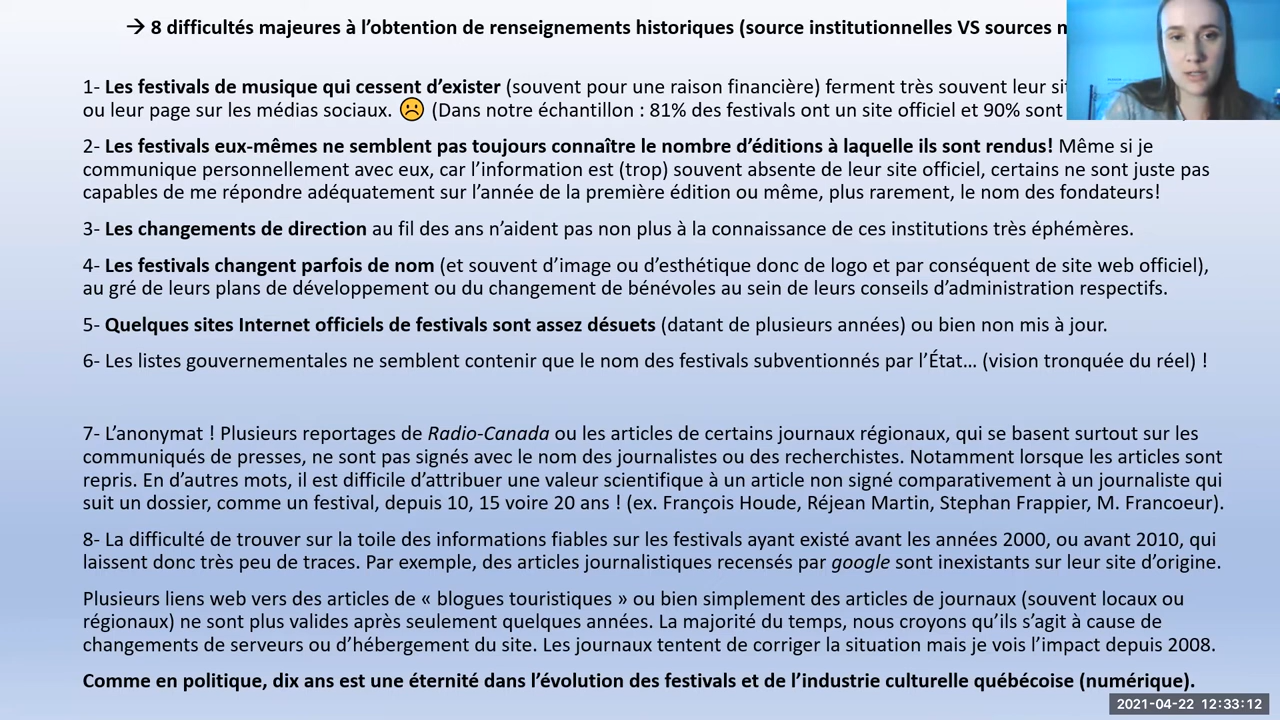 → 8 difficultés majeures à l’obtention de renseignements historiques (source institutionnelles VS sources
1- Les festivals de musique qui cessent d’exister (souvent pour une raison financière) ferment très souvent leur
ou leur page sur les médias sociaux. ☹ (Dans notre échantillon : 81% des festivals ont un site officiel et 90% sont
2- Les festivals eux-mêmes ne semblent pas toujours connaître le nombre d’éditions à laquelle ils sont rendus! Même si je
communique personnellement avec eux, car l’information est (trop) souvent absente de leur site officiel, certains ne sont juste pas
capables de me répondre adéquatement sur l’année de la première édition ou même, plus rarement, le nom des fondateurs!
3- Les changements de direction au fil des ans n’aident pas non plus à la connaissance de ces institutions très éphémères.
4- Les festivals changent parfois de nom (et souvent d’image ou d’esthétique donc de logo et par conséquent de site web officiel),
au gré de leurs plans de développement ou du changement de bénévoles au sein de leurs conseils d’administration respectifs.
5- Quelques sites Internet officiels de festivals sont assez désuets (datant de plusieurs années) ou bien non mis à jour.
6- Les listes gouvernementales ne semblent contenir que le nom des festivals subventionnés par l’État… (vision tronquée du réel) !
7- L’anonymat ! Plusieurs reportages de Radio-Canada ou les articles de certains journaux régionaux, qui se basent surtout sur les
communiqués de presses, ne sont pas signés avec le nom des journalistes ou des recherchistes. Notamment lorsque les articles sont
repris. En d’autres mots, il est difficile d’attribuer une valeur scientifique à un article non signé comparativement à un journaliste qui
suit un dossier, comme un festival, depuis 10, 15 voire 20 ans ! (ex. François Houde, Réjean Martin, Stephan Frappier, M. Francoeur).
8- La difficulté de trouver sur la toile des informations fiables sur les festivals ayant existé avant les années 2000, ou avant 2010, qui
laissent donc très peu de traces. Par exemple, des articles journalistiques recensés par google sont inexistants sur leur site d’origine.
Plusieurs liens web vers des articles de « blogues touristiques » ou bien simplement des articles de journaux (souvent locaux ou
régionaux) ne sont plus valides après seulement quelques années. La majorité du temps, nous croyons qu’ils s’agit à cause de
changements de serveurs ou d’hébergement du site. Les journaux tentent de corriger la situation mais je vois l’impact depuis 2008.
Comme en politique, dix ans est une éternité dans l’évolution des festivals et de l’industrie culturelle québécoise (numérique).
2021-04-22 12:33:12